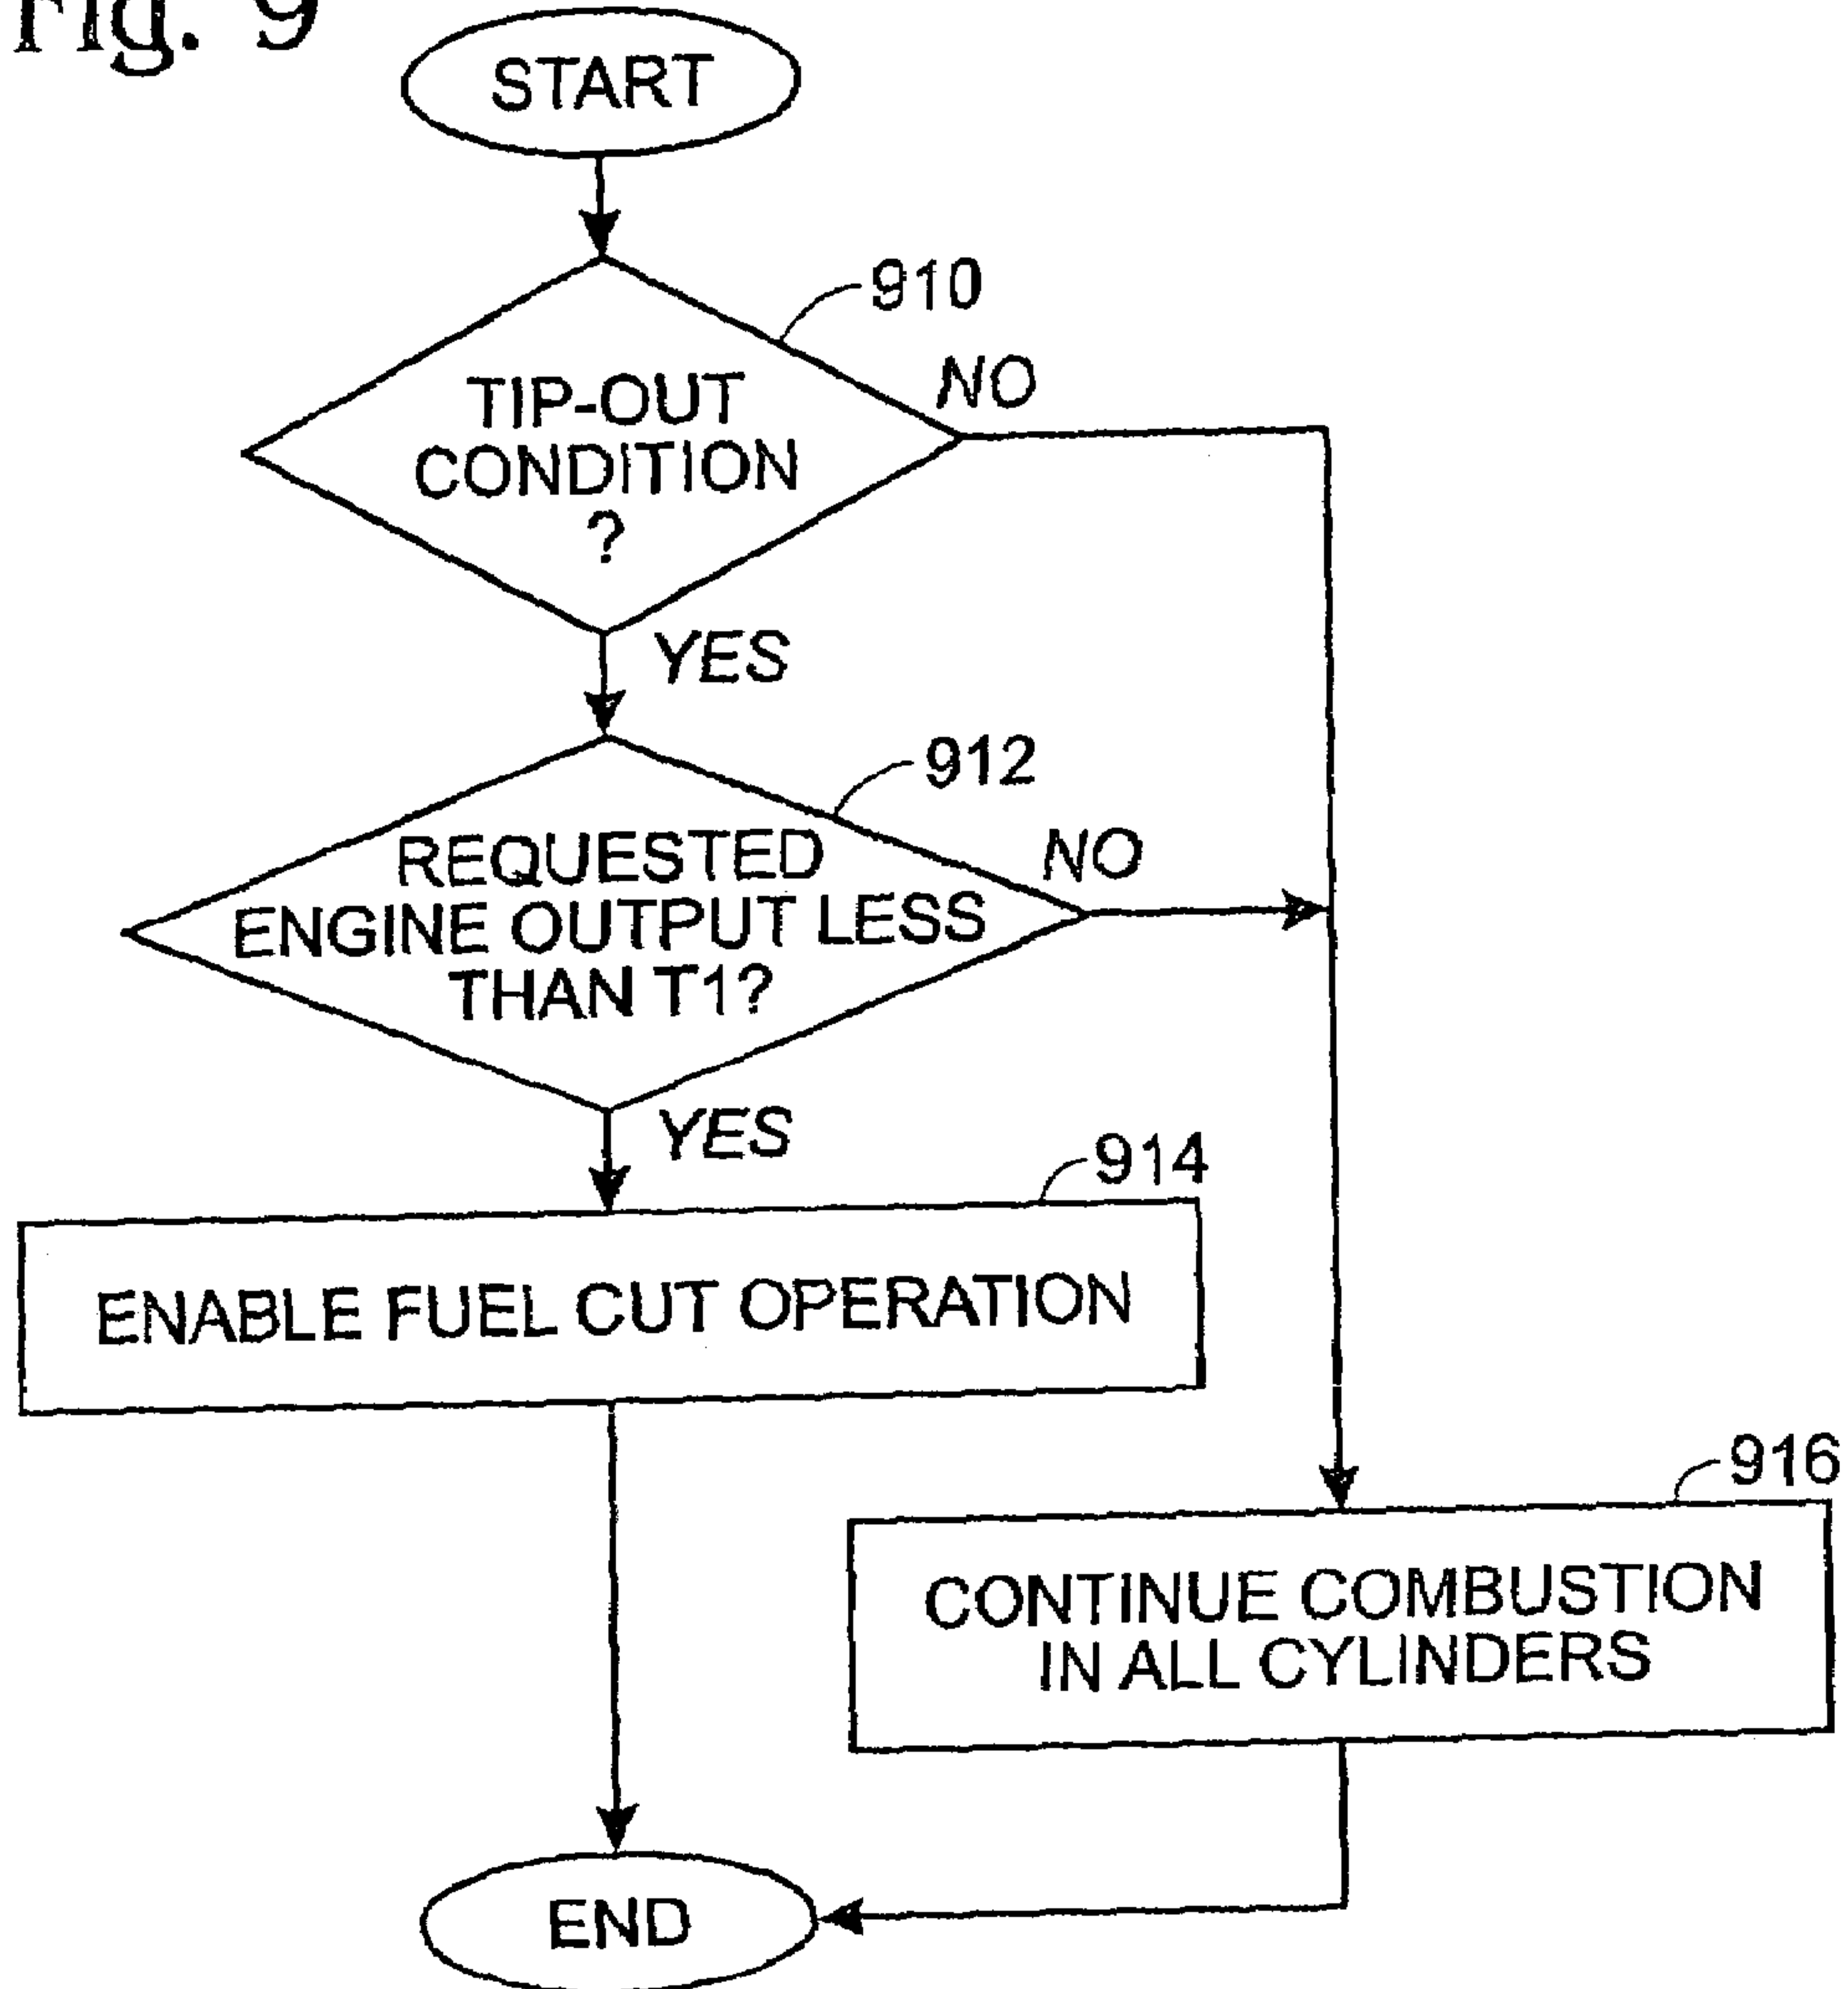 Fig. 9
START
910
NO
TIP-OUT
CONDITION
?
YES
912
NO
REQUESTED
ENGINE OUTPUT LESS
THAN T1?
YES
914
ENABLE FUEL CUT OPERATION
916
CONTINUE COMBUSTION
IN ALL CYLINDERS
END